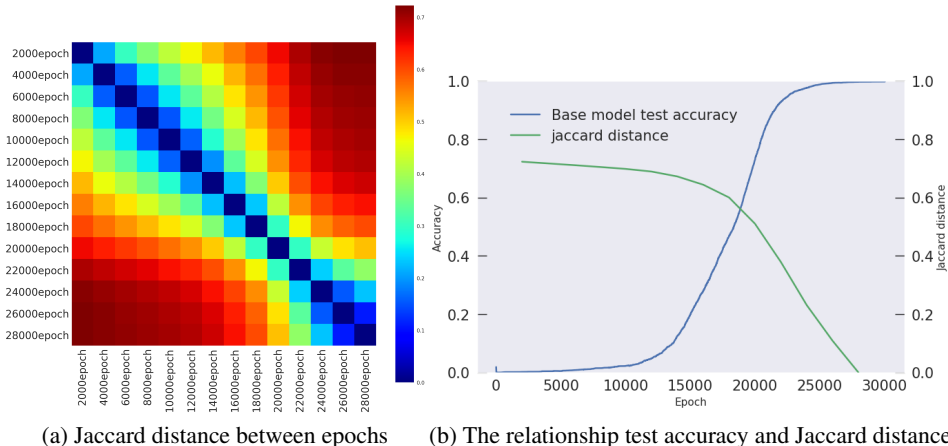 2000epoch
4000epoch
6000epoch
8000epoch
10000epoch
12000epoch
14000epoch
16000epoch
18000epoch
20000epoch
22000epoch
24000epoch
26000epoch
28000epoch
2000epoch 4000epoch 6000epoch 8000epoch 10000epoch 12000epoch 14000epoch 16000epoch 18000epoch 20000epoch 22000epoch 24000epoch 26000epoch 28000epoch
0.7
0.6
0.5
0.4
0.3
0.2
0.1
0.0
Accuracy
1.0
0.8
0.6
0.4
0.2
0.0
Base model test accuracy
jaccard distance
0 5000 10000 15000 20000 25000 30000
Epoch
1.0
0.8
0.6
0.4
0.2
0.0
Jaccard distance
(a) Jaccard distance between epochs
(b) The relationship test accuracy and Jaccard distance